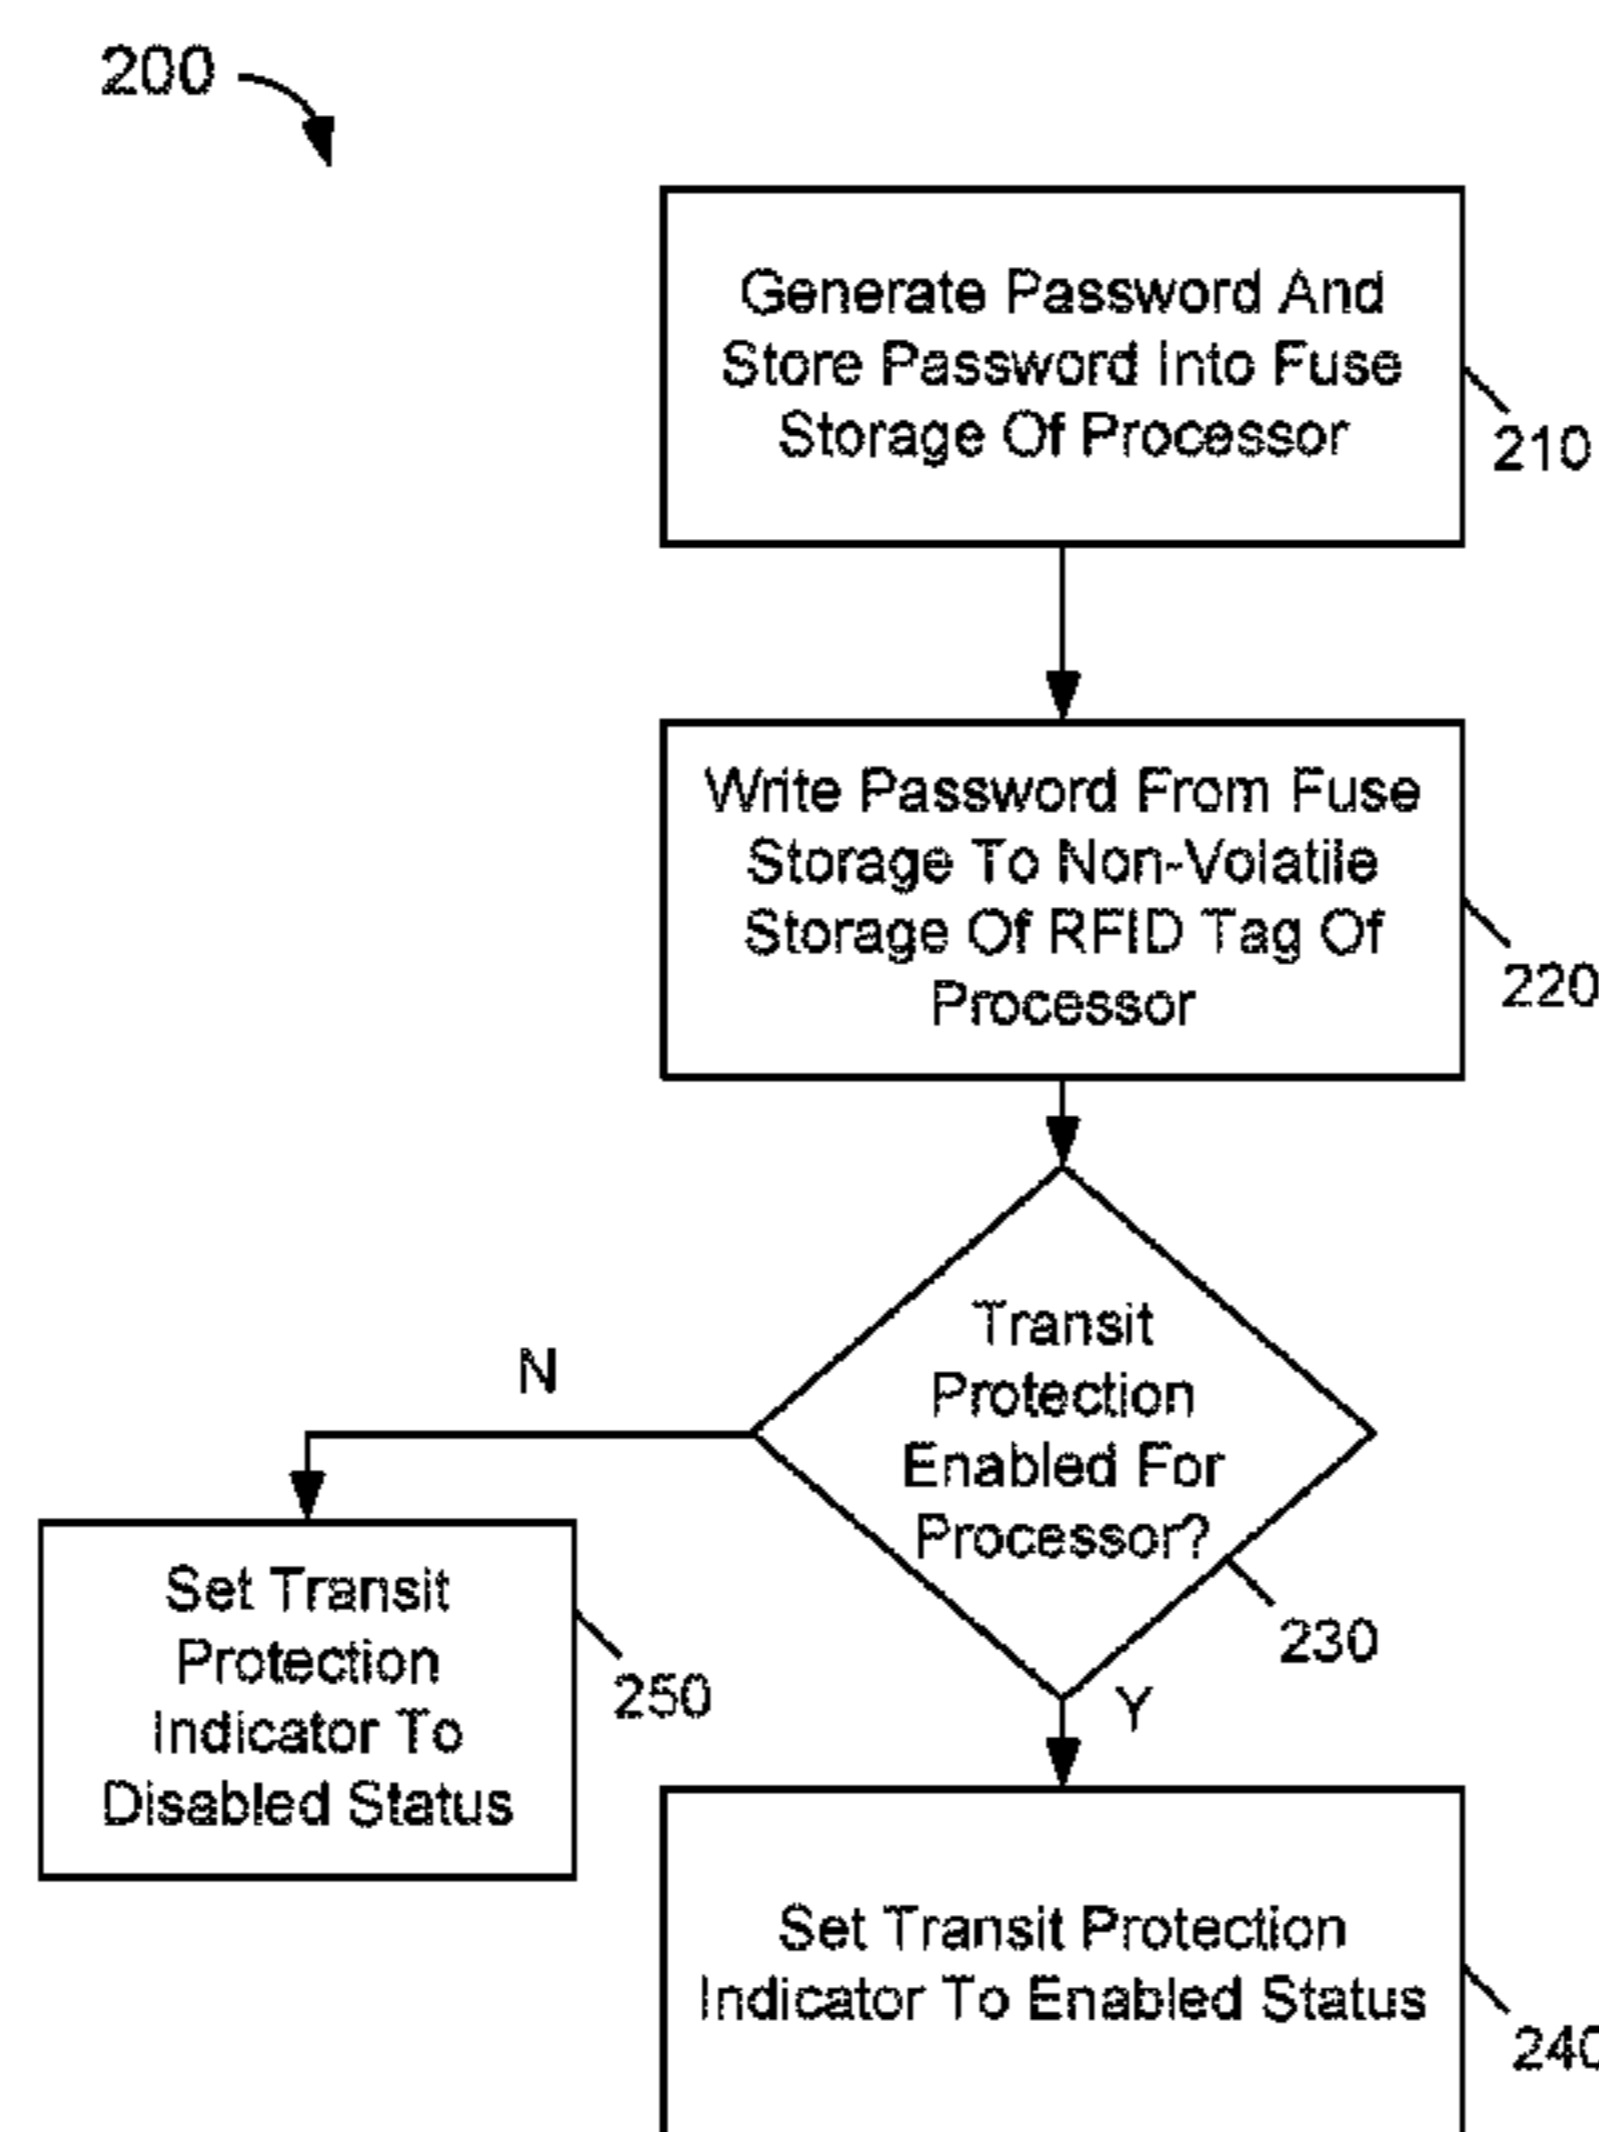 200
Generate Password And
Store Password Into Fuse
Storage Of Processor
210
Write Password From Fuse
Storage To Non-Volatile
Storage Of RFID Tag Of
Processor
220
Transit
Protection
Enabled For
Processor?
230
N
Y
Set Transit
Protection
Indicator To
Disabled Status
250
Set Transit Protection
Indicator To Enabled Status
240